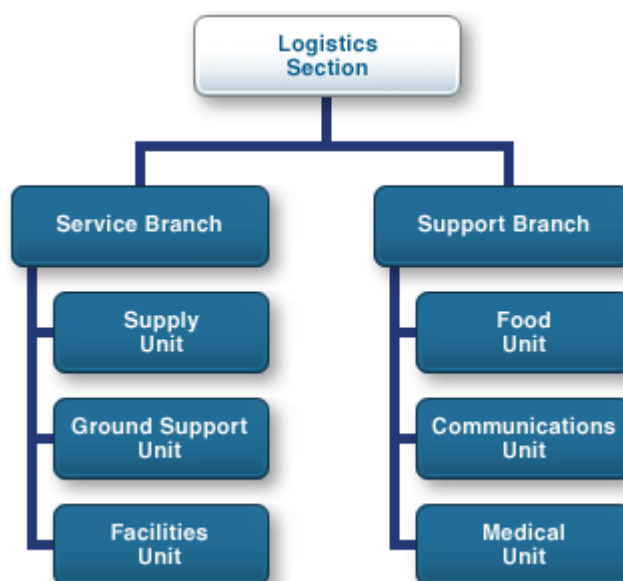 Logistics
Section
Service Branch
Support Branch
Supply
Unit
Food
Unit
Ground Support
Unit
Communications
Unit
Facilities
Unit
Medical
Unit